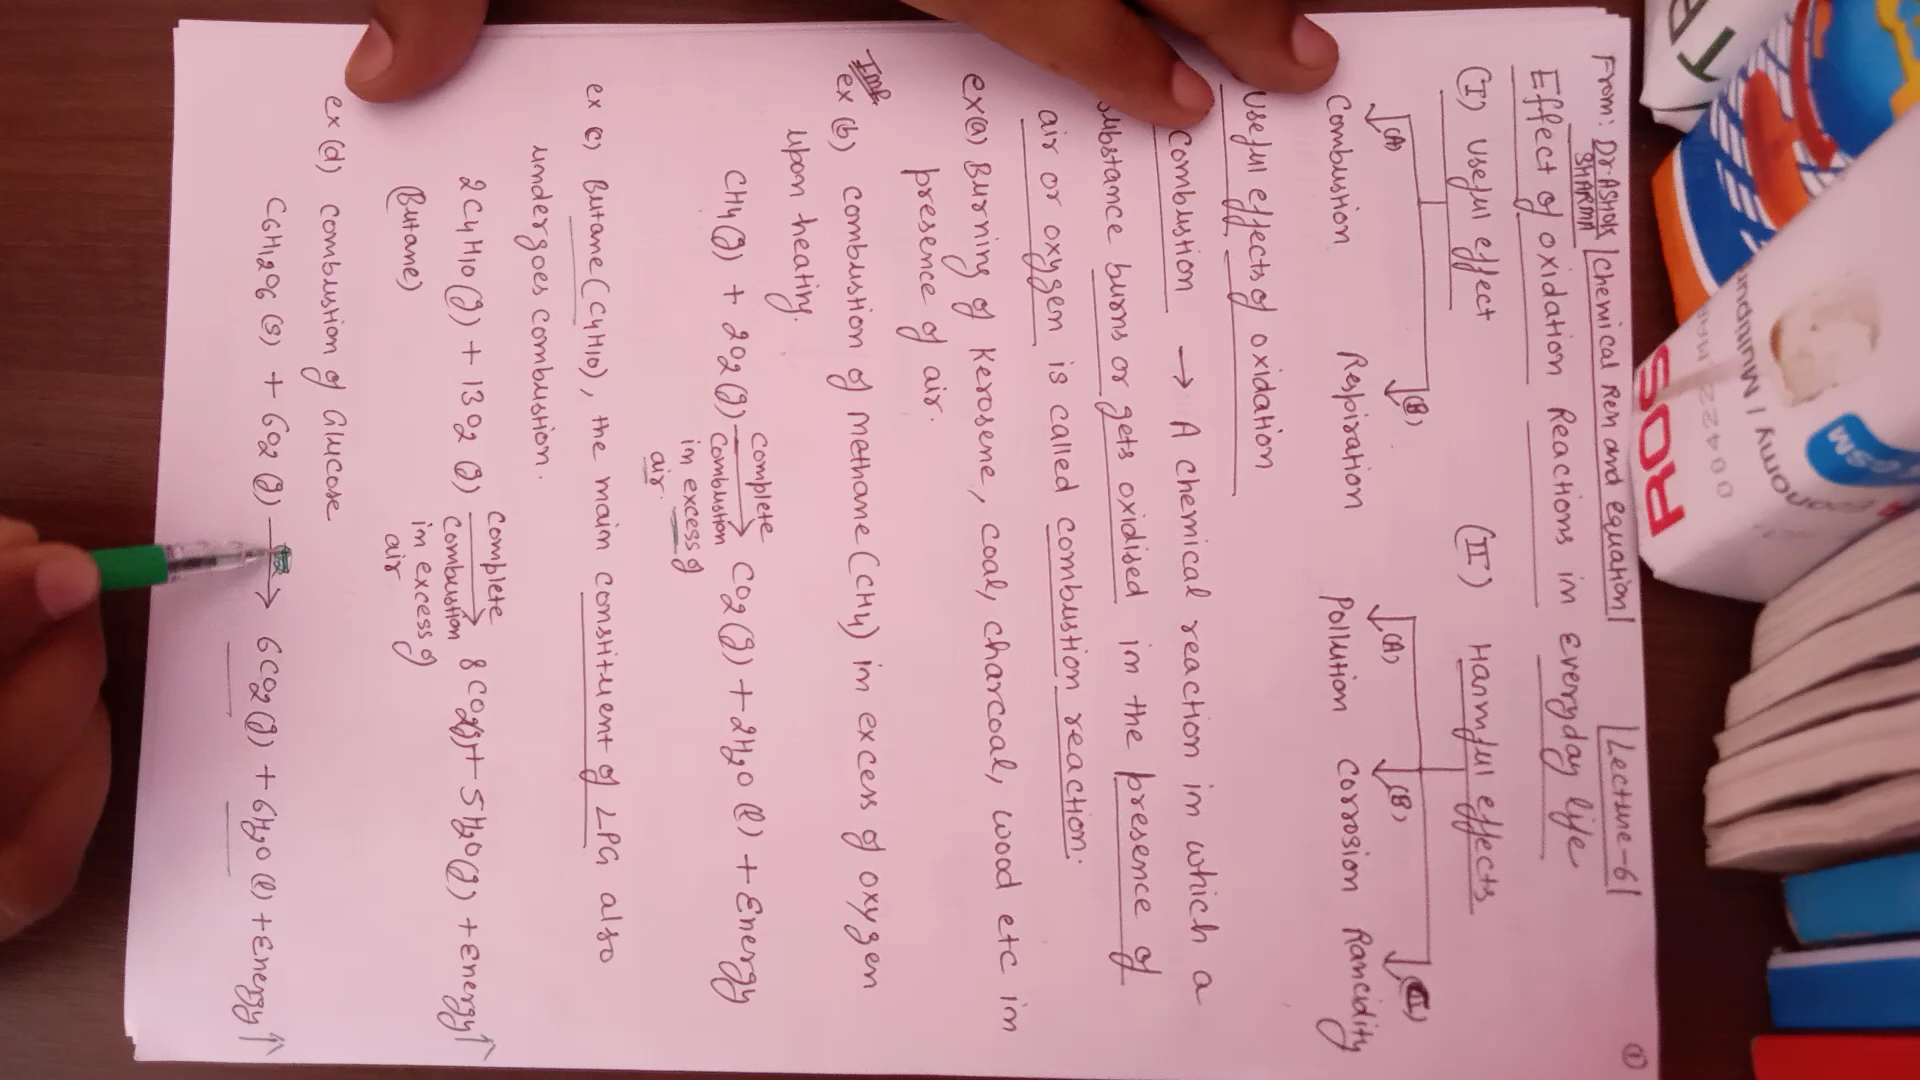 From: Dr. ASHOK SHARMA
Chemical Rxn and equation
Lecture-6
①
Effect of oxidation Reactions in everyday life
(I) useful effect
(II) Harmful effects
(A)
(B)
(A)
(B)
Combustion
Respiration
Pollution
Corrosion
Rancidity
Useful effects of oxidation
Combustion → A chemical reaction in which a
substance burns or gets oxidised in the presence of
air or oxygen is called combustion reaction.
ex(a) Burning of Kerosene, coal, charcoal, wood etc in
presence of air.
Imp.
ex (b) combustion of methane (CH4) in excess of oxygen
upon heating.
CH4(g) + 2O2(g) complete combustion in excess of air. → CO2(g) + 2H2O(l) + Energy
ex c) Butane (C4H10), the main constituent of LPG also
undergoes combustion.
2C4H10(g) + 13O2(g) complete combustion in excess of air → 8CO2(g) + 5H2O(g) + Energy↑
(Butane)
ex (d) combustion of Glucose
C6H12O6(s) + 6O2(g) → 6CO2(g) + 6H2O(l) + Energy↑
ROS
GSM
Economy / Manipu
00422
TR